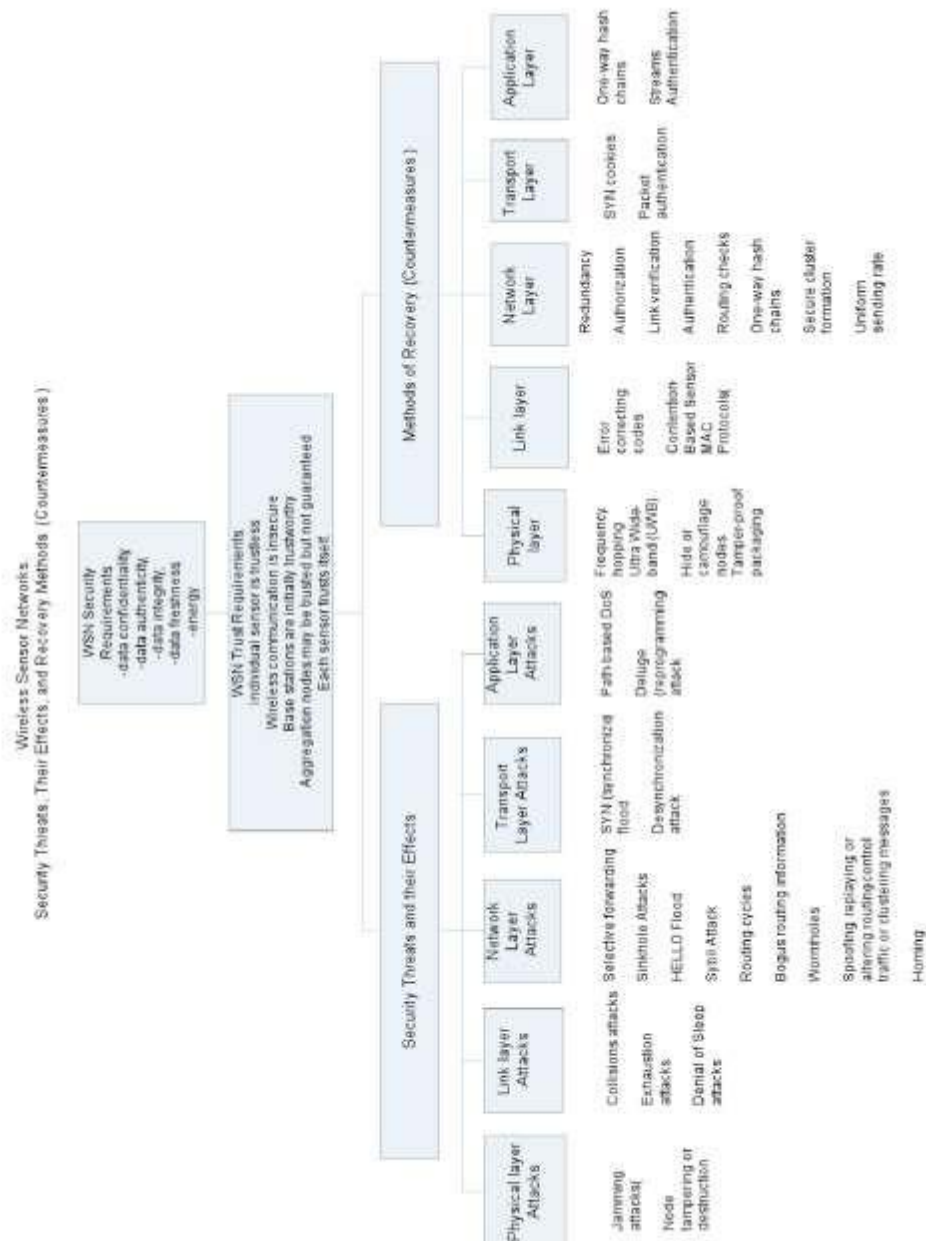 Wireless Sensor Networks
Security Threats, Their Effects, and Recovery Methods (Countermeasures )
WSN Security
Requirements
-data confidentiality
-data authenticity,
-data integrity,
-data freshness
-energy
WSN Trust Requirements
individual sensor is trustless
Wireless communication is insecure
Base stations are initially trustworthy
Aggregation nodes may be busted but not guaranteed
Each sensor trusts itself.
Security Threats and their Effects
Methods of Recovery (Countermeasures )
Physical layer
Attacks
Jamming
attacks(
Node
tampering or
destruction
Link layer
Attacks
Collisions attacks
Exhaustion
attacks
Denial of Sleep
attacks
Network
Layer
Attacks
Selective forwarding
Sinkhole Attacks
HELLO Flood
Sybil Attack
Routing cycles
Bogus routing information
Wormholes
Spoofing, replaying or
altering routing control
traffic or clustering messages
Homing
Transport
Layer Attacks
SYN (synchronize
flood
Desynchronization
attack
Application
Layer
Attacks
Path-based DoS
Deluge
(reprogramming
attack
Physical
layer
Frequency
hopping
Ultra Wide-
band (UWB)
Hide or
camouflage
nodes
Tamper-proof
packaging
Link layer
Error
correcting
codes
Contention
Based Sensor
MAC
Protocols(
Network
Layer
Redundancy
Authorization
Link verification
Authentication
Routing checks
One-way hash
chains
Secure cluster
formation
Uniform
sending rate
Transport
Layer
SYN cookies
Packet
authentication
Application
Layer
One-way hash
chains
Streams
Authentication